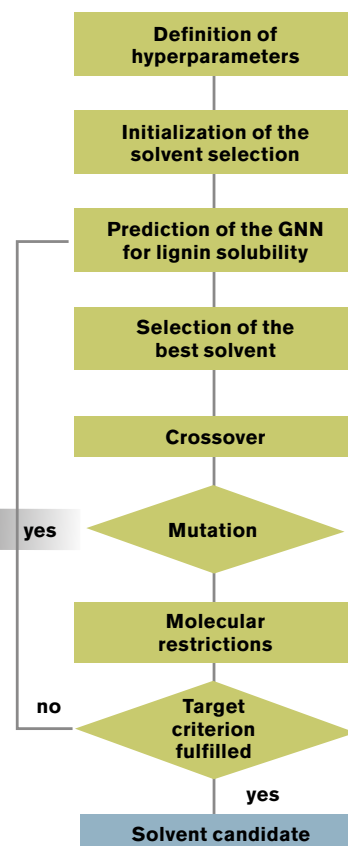 Definition of
hyperparameters
Initialization of the
solvent selection
Prediction of the GNN
for lignin solubility
Selection of the
best solvent
Crossover
yes
Mutation
Molecular
restrictions
no
Target
criterion
fulfilled
yes
Solvent candidate